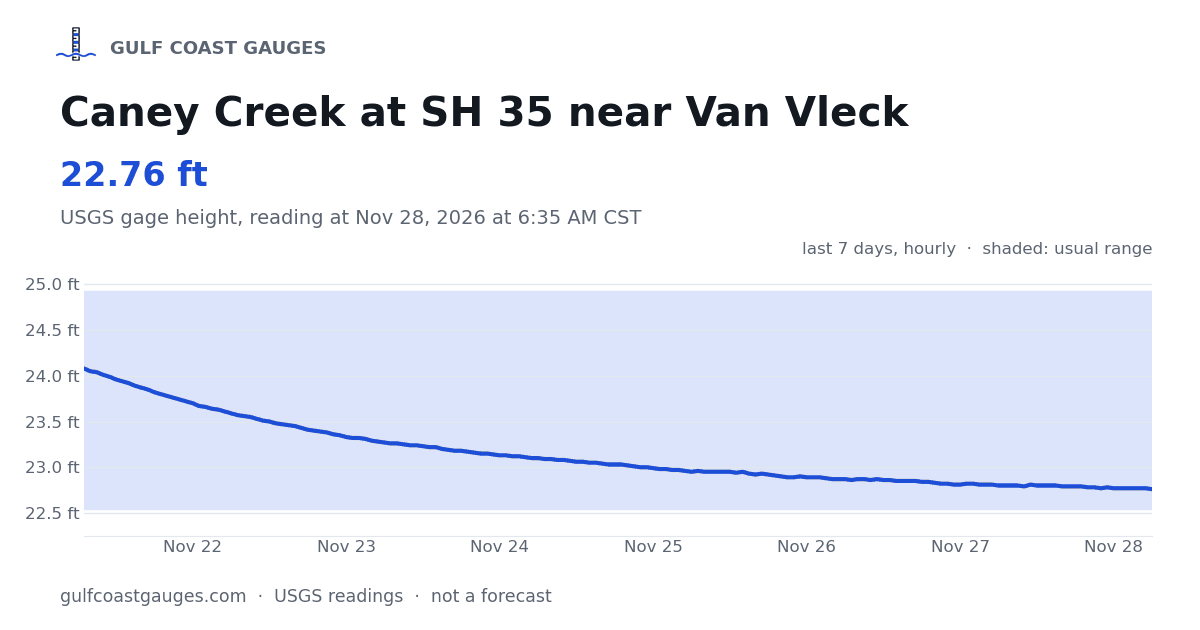 GULF COAST GAUGES
Caney Creek at SH 35 near Van Vleck
22.76 ft
USGS gage height, reading at Nov 28, 2026 at 6:35 AM CST
last 7 days, hourly · shaded: usual range
25.0 ft
24.5 ft
24.0 ft
23.5 ft
23.0 ft
22.5 ft
Nov 22 Nov 23 Nov 24 Nov 25 Nov 26 Nov 27 Nov 28
gulfcoastgauges.com · USGS readings · not a forecast